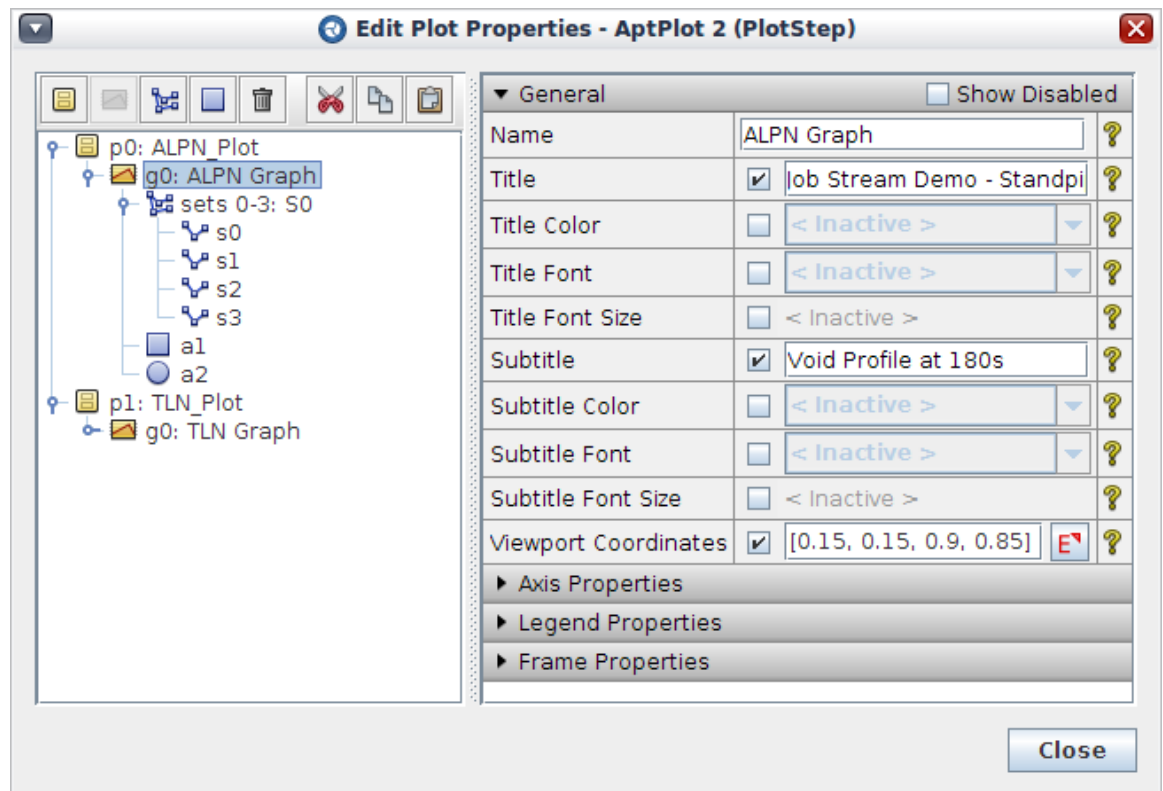 Edit Plot Properties - AptPlot 2 (PlotStep)
p0: ALPN_Plot
g0: ALPN Graph
sets 0-3: S0
s0
s1
s2
s3
a1
a2
p1: TLN_Plot
g0: TLN Graph
General
Show Disabled
Name
ALPN Graph
Title
Job Stream Demo - Standpi
Title Color
< Inactive >
Title Font
< Inactive >
Title Font Size
< Inactive >
Subtitle
Void Profile at 180s
Subtitle Color
< Inactive >
Subtitle Font
< Inactive >
Subtitle Font Size
< Inactive >
Viewport Coordinates
[0.15, 0.15, 0.9, 0.85]
E
Axis Properties
Legend Properties
Frame Properties
Close